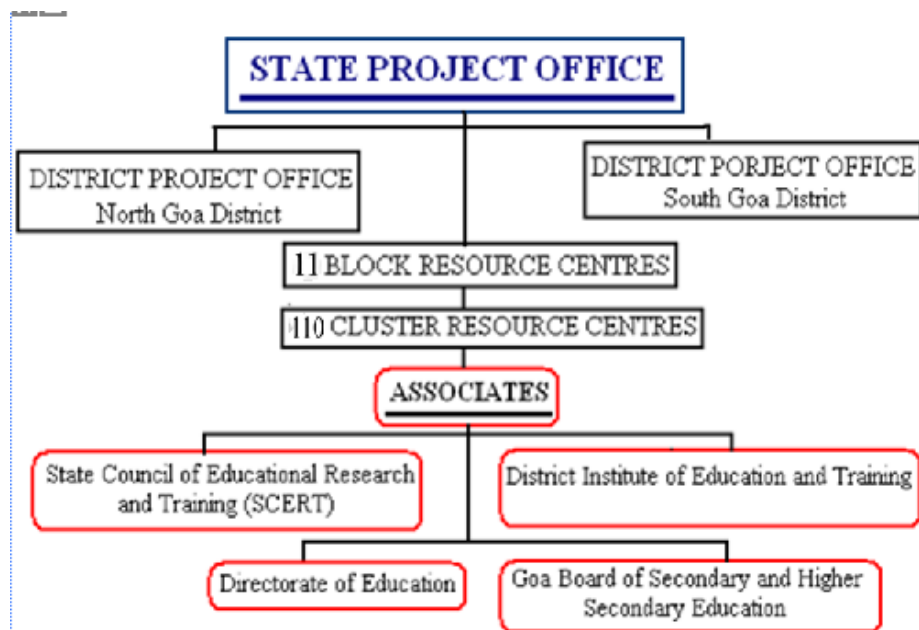 STATE PROJECT OFFICE
DISTRICT PROJECT OFFICE
North Goa District
DISTRICT PORJECT OFFICE
South Goa District
11 BLOCK RESOURCE CENTRES
110 CLUSTER RESOURCE CENTRES
ASSOCIATES
State Council of Educational Research
and Training (SCERT)
District Institute of Education and Training
Directorate of Education
Goa Board of Secondary and Higher
Secondary Education